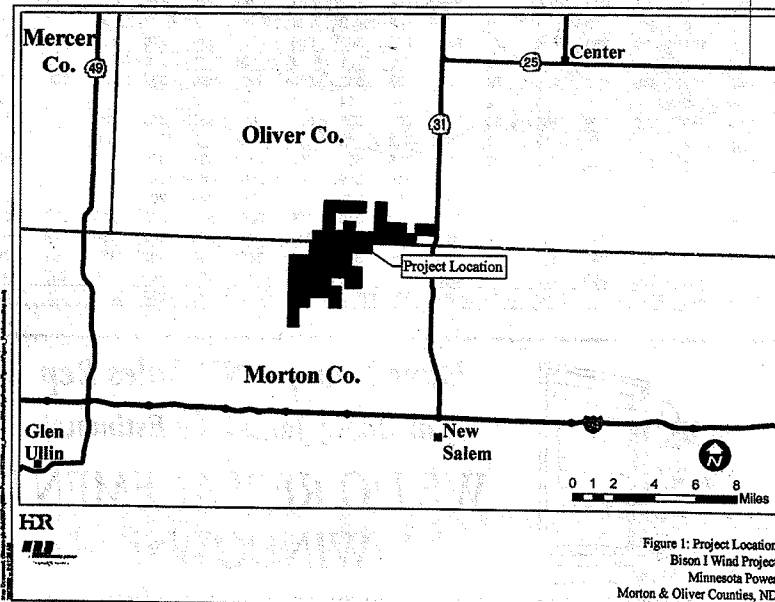 Mercer
Co.
49
Center
25
Oliver Co.
31
Project Location
Morton Co.
Glen
Ullin
New
Salem
N
0 1 2 4 6 8
Miles
HDR
Figure 1: Project Location
Bison I Wind Project
Minnesota Power
Morton & Oliver Counties, ND